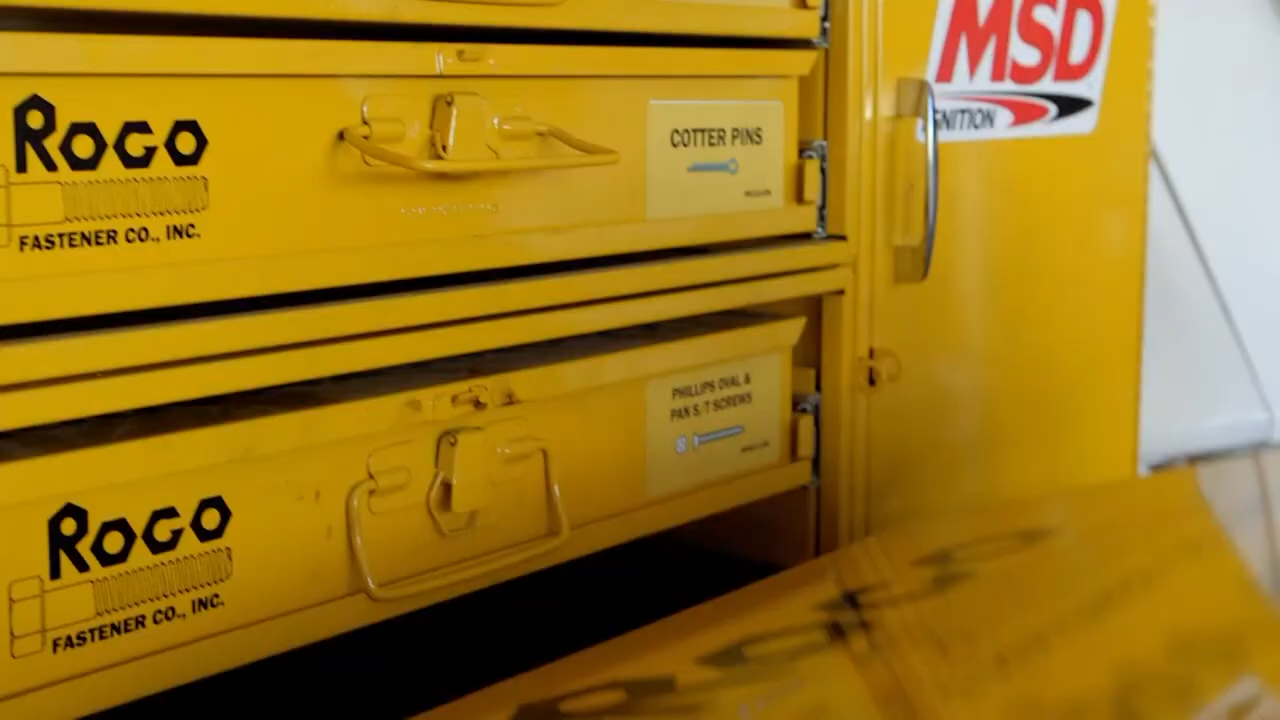 ROGO
FASTENER CO., INC.
COTTER PINS
MSD
IGNITION
PHILLIPS OVAL &
PAN S/T SCREWS
ROGO
FASTENER CO., INC.